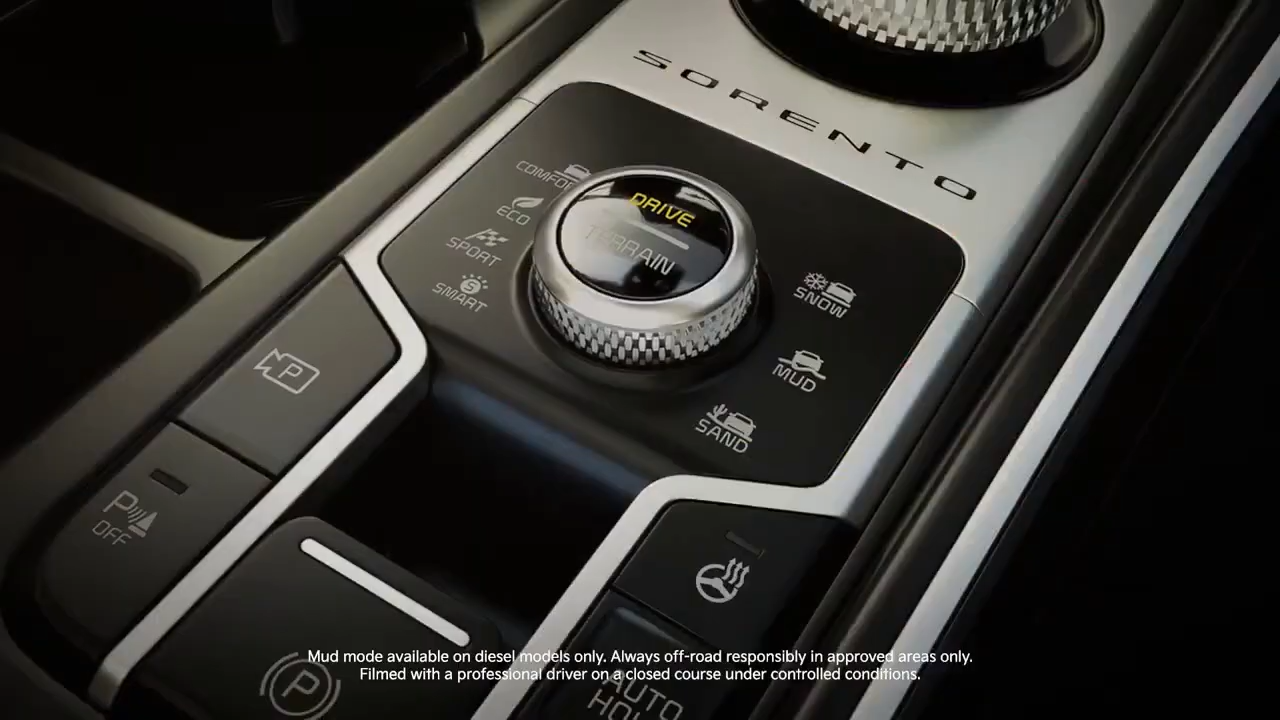 SORENTO
DRIVE
TERRAIN
ECO
SPORT
SMART
SNOW
MUD
SAND
P
P
OFF
P
AUTO
Mud mode available on diesel models only. Always off-road responsibly in approved areas only.
Filmed with a professional driver on a closed course under controlled conditions.